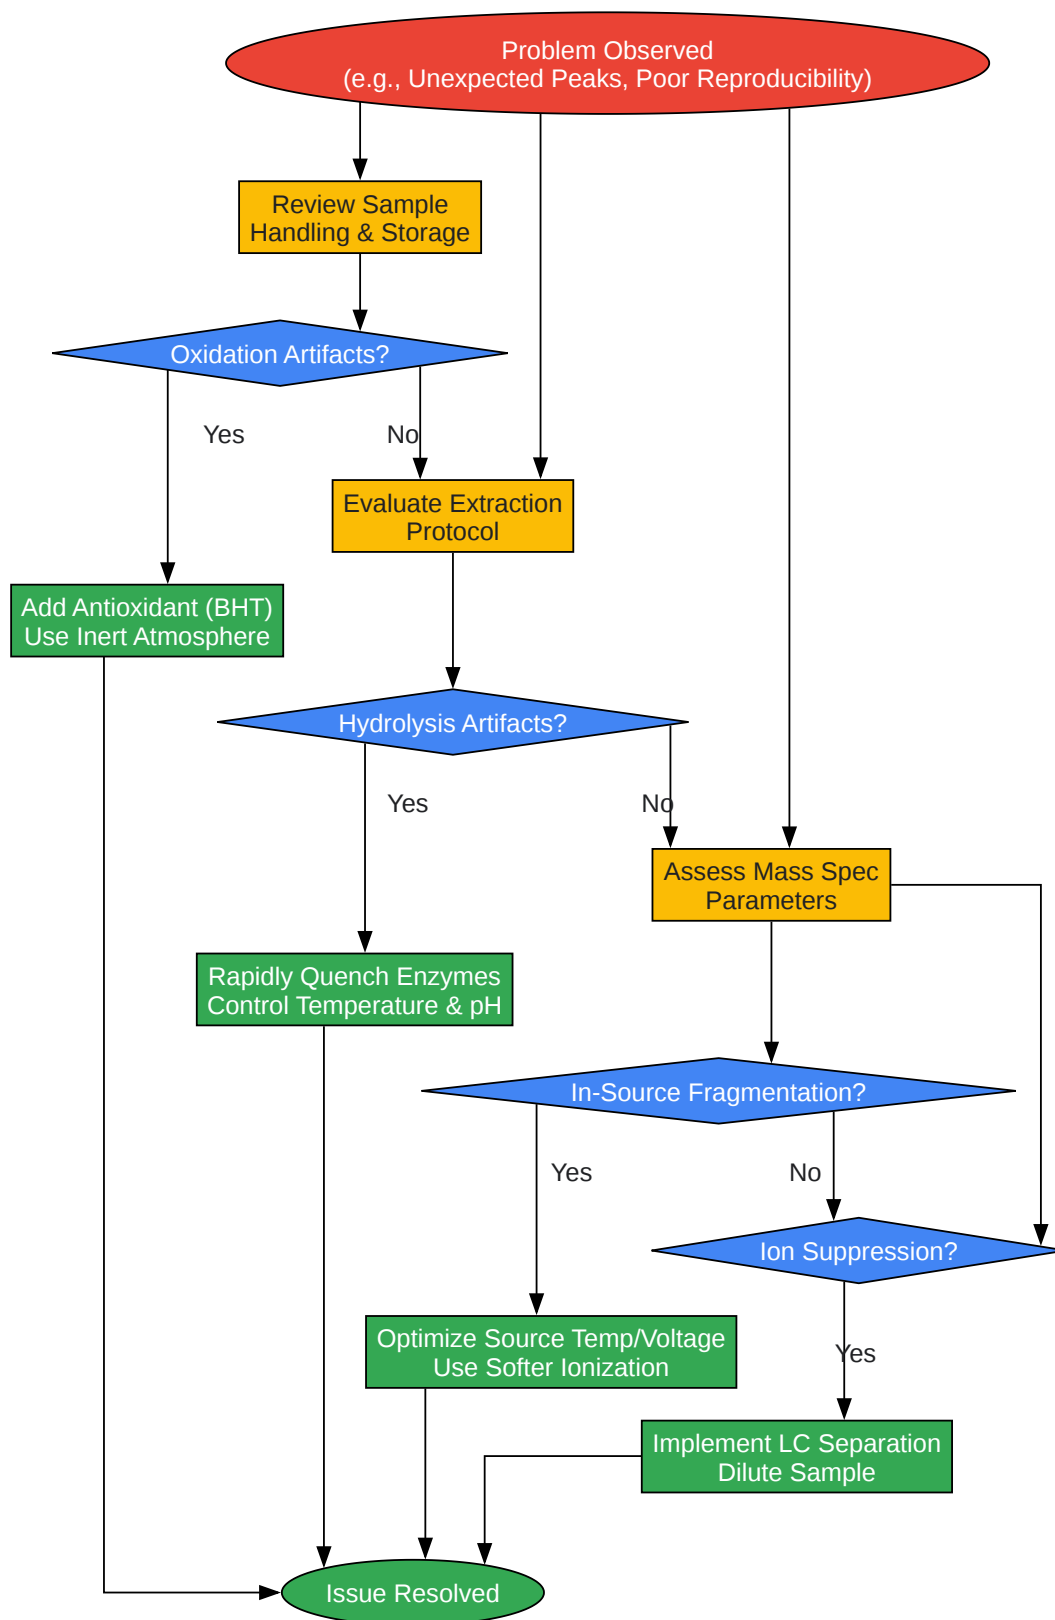 Problem Observed
(e.g., Unexpected Peaks, Poor Reproducibility)
Review Sample
Handling & Storage
Oxidation Artifacts?
Yes
No
Evaluate Extraction
Protocol
Add Antioxidant (BHT)
Use Inert Atmosphere
Hydrolysis Artifacts?
Yes
No
Assess Mass Spec
Parameters
Rapidly Quench Enzymes
Control Temperature & pH
In-Source Fragmentation?
Yes
No
Ion Suppression?
Optimize Source Temp/Voltage
Use Softer Ionization
Yes
Implement LC Separation
Dilute Sample
Issue Resolved